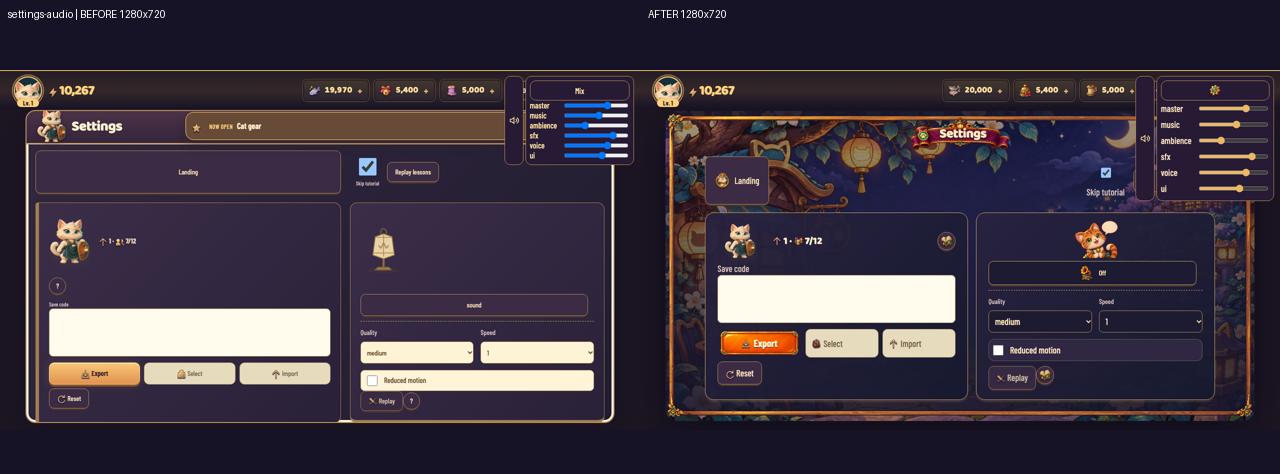 settings-audio | BEFORE 1280x720
AFTER 1280x720
Lv. 1
10,267
19,970 +
5,400 +
5,000 +
Mix
master
music
ambience
sfx
voice
ui
Settings
NOW OPEN Cat gear
Landing
Skip tutorial
Replay lessons
1 · 7/12
?
Save code
Export
Select
Import
Reset
sound
Quality
Speed
medium
1
Reduced motion
Replay
?
Lv. 1
10,267
20,000 +
5,400 +
5,000 +
master
music
ambience
sfx
voice
ui
Settings
Landing
Skip tutorial
1 · 7/12
Save code
Export
Select
Import
Reset
Off
Quality
Speed
medium
1
Reduced motion
Replay